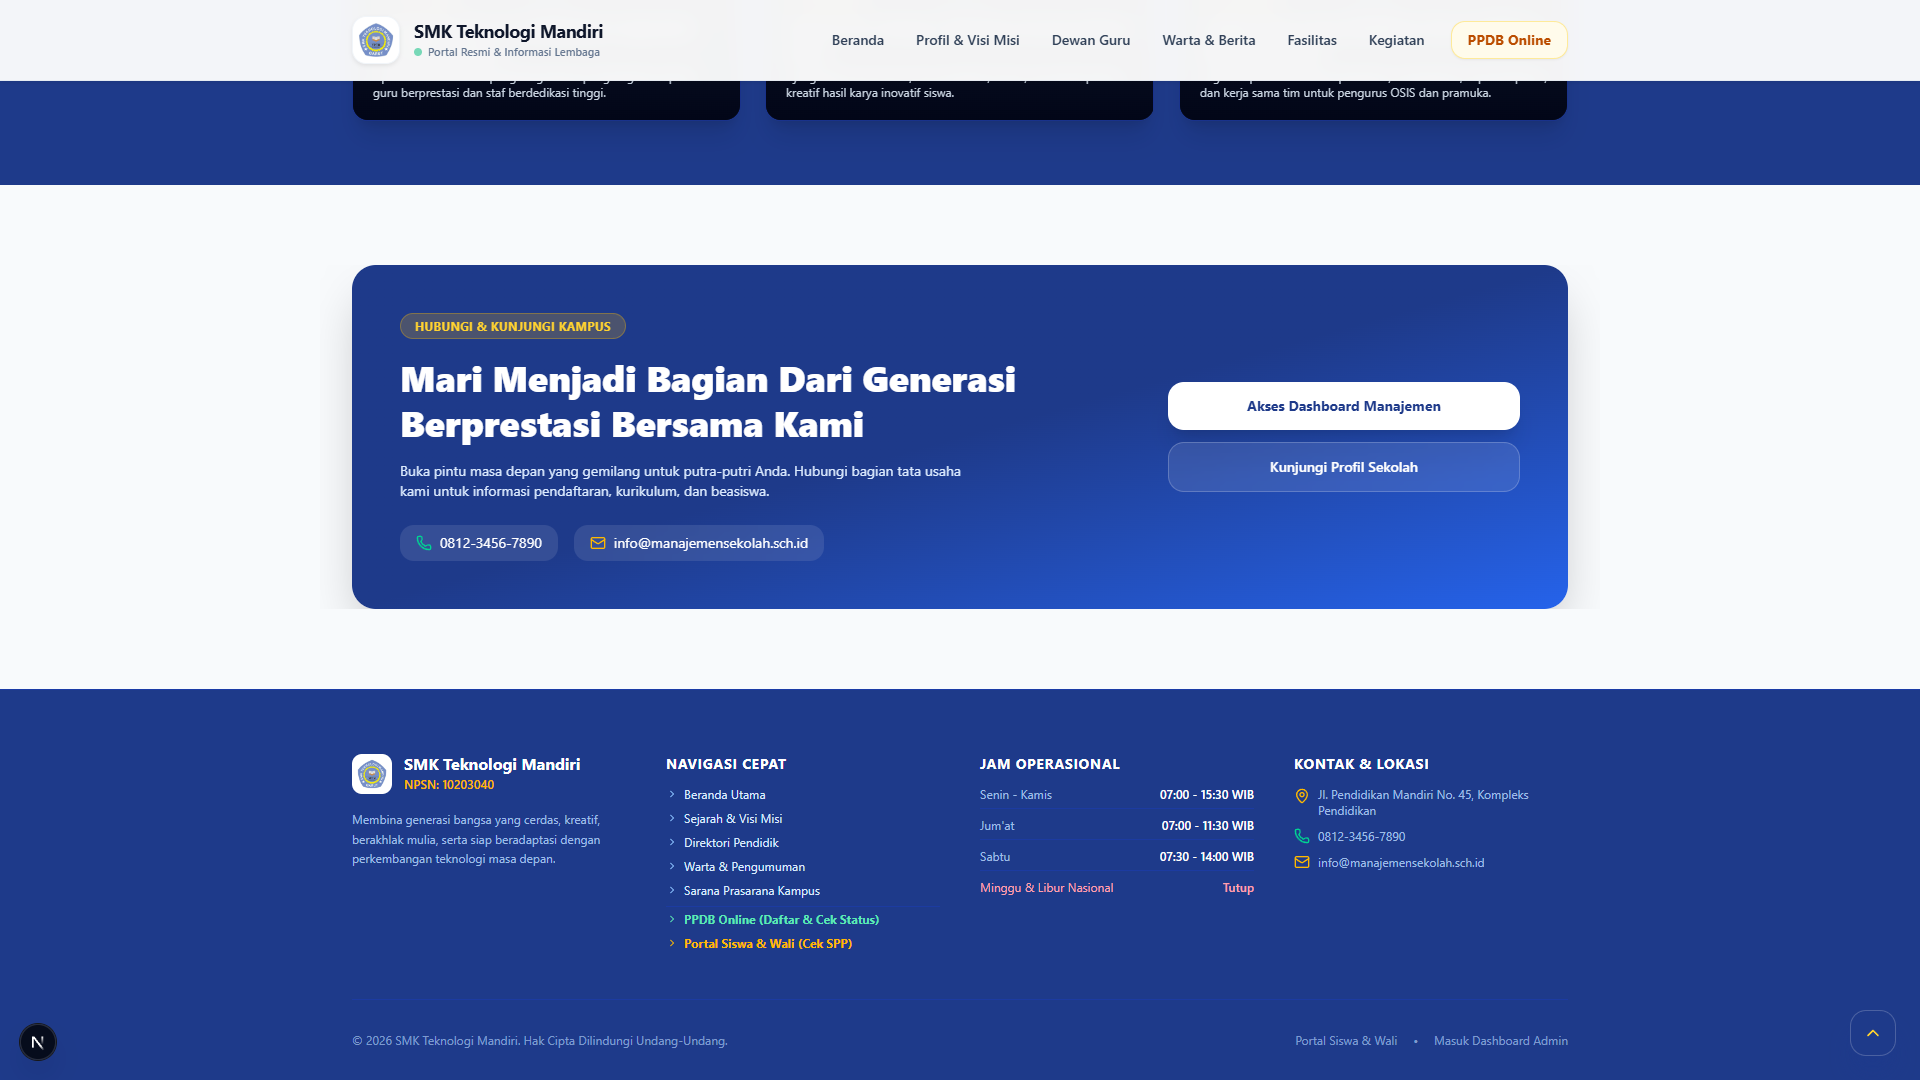 SMK Teknologi Mandiri
Portal Resmi & Informasi Lembaga
Beranda
Profil & Visi Misi
Dewan Guru
Warta & Berita
Fasilitas
Kegiatan
PPDB Online
guru berprestasi dan staf berdedikasi tinggi.
kreatif hasil karya inovatif siswa.
dan kerja sama tim untuk pengurus OSIS dan pramuka.
HUBUNGI & KUNJUNGI KAMPUS
Mari Menjadi Bagian Dari Generasi
Berprestasi Bersama Kami
Buka pintu masa depan yang gemilang untuk putra-putri Anda. Hubungi bagian tata usaha
kami untuk informasi pendaftaran, kurikulum, dan beasiswa.
0812-3456-7890
info@manajemensekolah.sch.id
Akses Dashboard Manajemen
Kunjungi Profil Sekolah
SMK Teknologi Mandiri
NPSN: 10203040
Membina generasi bangsa yang cerdas, kreatif,
berakhlak mulia, serta siap beradaptasi dengan
perkembangan teknologi masa depan.
NAVIGASI CEPAT
Beranda Utama
Sejarah & Visi Misi
Direktori Pendidik
Warta & Pengumuman
Sarana Prasarana Kampus
PPDB Online (Daftar & Cek Status)
Portal Siswa & Wali (Cek SPP)
JAM OPERASIONAL
Senin - Kamis 07:00 - 15:30 WIB
Jum'at 07:00 - 11:30 WIB
Sabtu 07:30 - 14:00 WIB
Minggu & Libur Nasional Tutup
KONTAK & LOKASI
Jl. Pendidikan Mandiri No. 45, Kompleks
Pendidikan
0812-3456-7890
info@manajemensekolah.sch.id
N
© 2026 SMK Teknologi Mandiri. Hak Cipta Dilindungi Undang-Undang.
Portal Siswa & Wali • Masuk Dashboard Admin